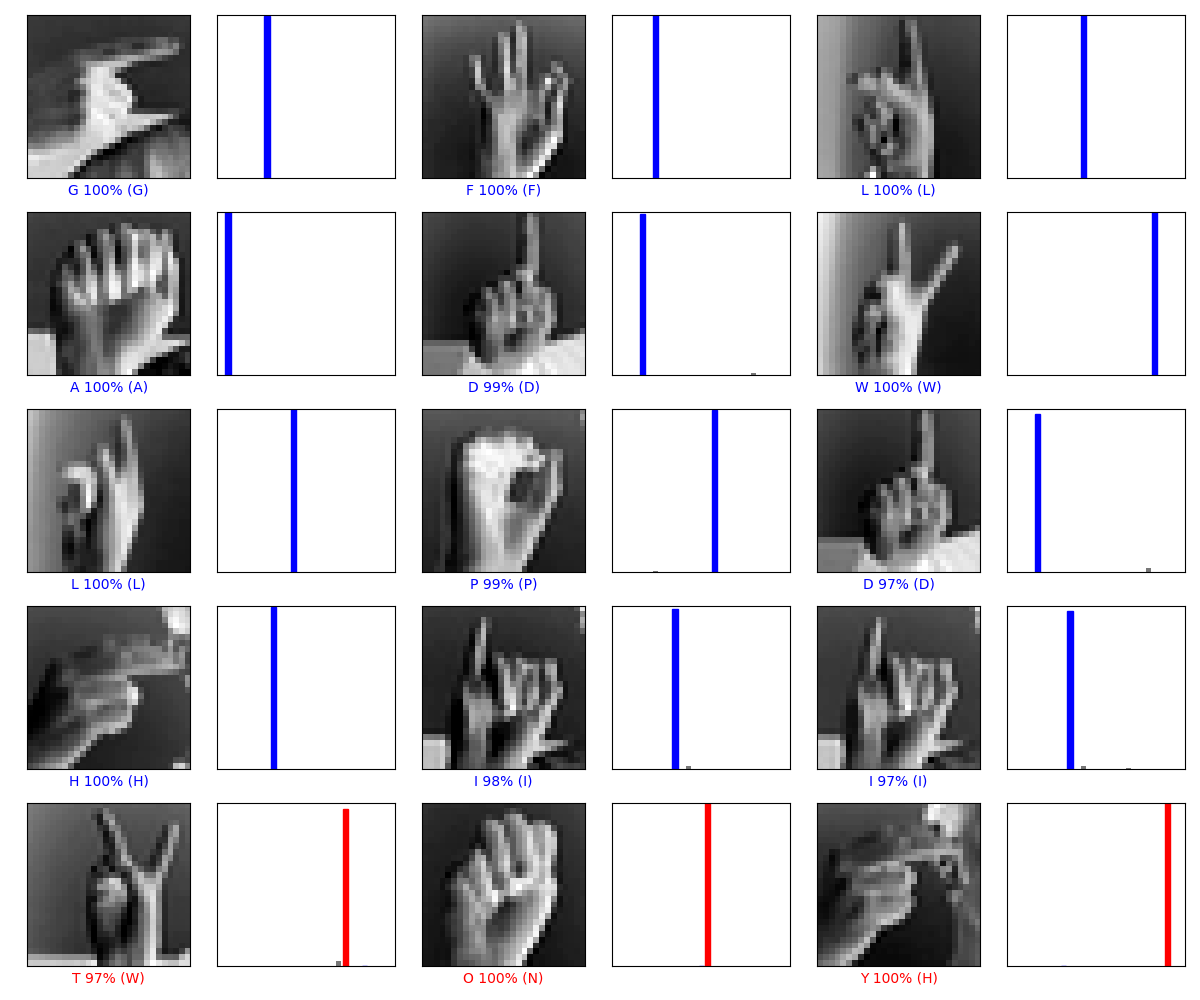 G 100% (G)
F 100% (F)
L 100% (L)
A 100% (A)
D 99% (D)
W 100% (W)
L 100% (L)
P 99% (P)
D 97% (D)
H 100% (H)
I 98% (I)
I 97% (I)
T 97% (W)
O 100% (N)
Y 100% (H)